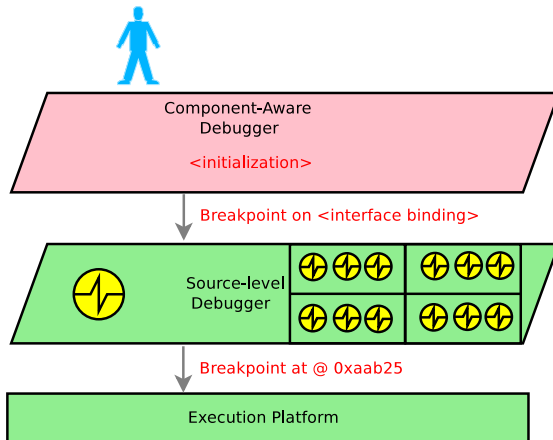 Component-Aware
Debugger
<initialization>
Breakpoint on <interface binding>
Source-level
Debugger
Breakpoint at @ 0xaab25
Execution Platform